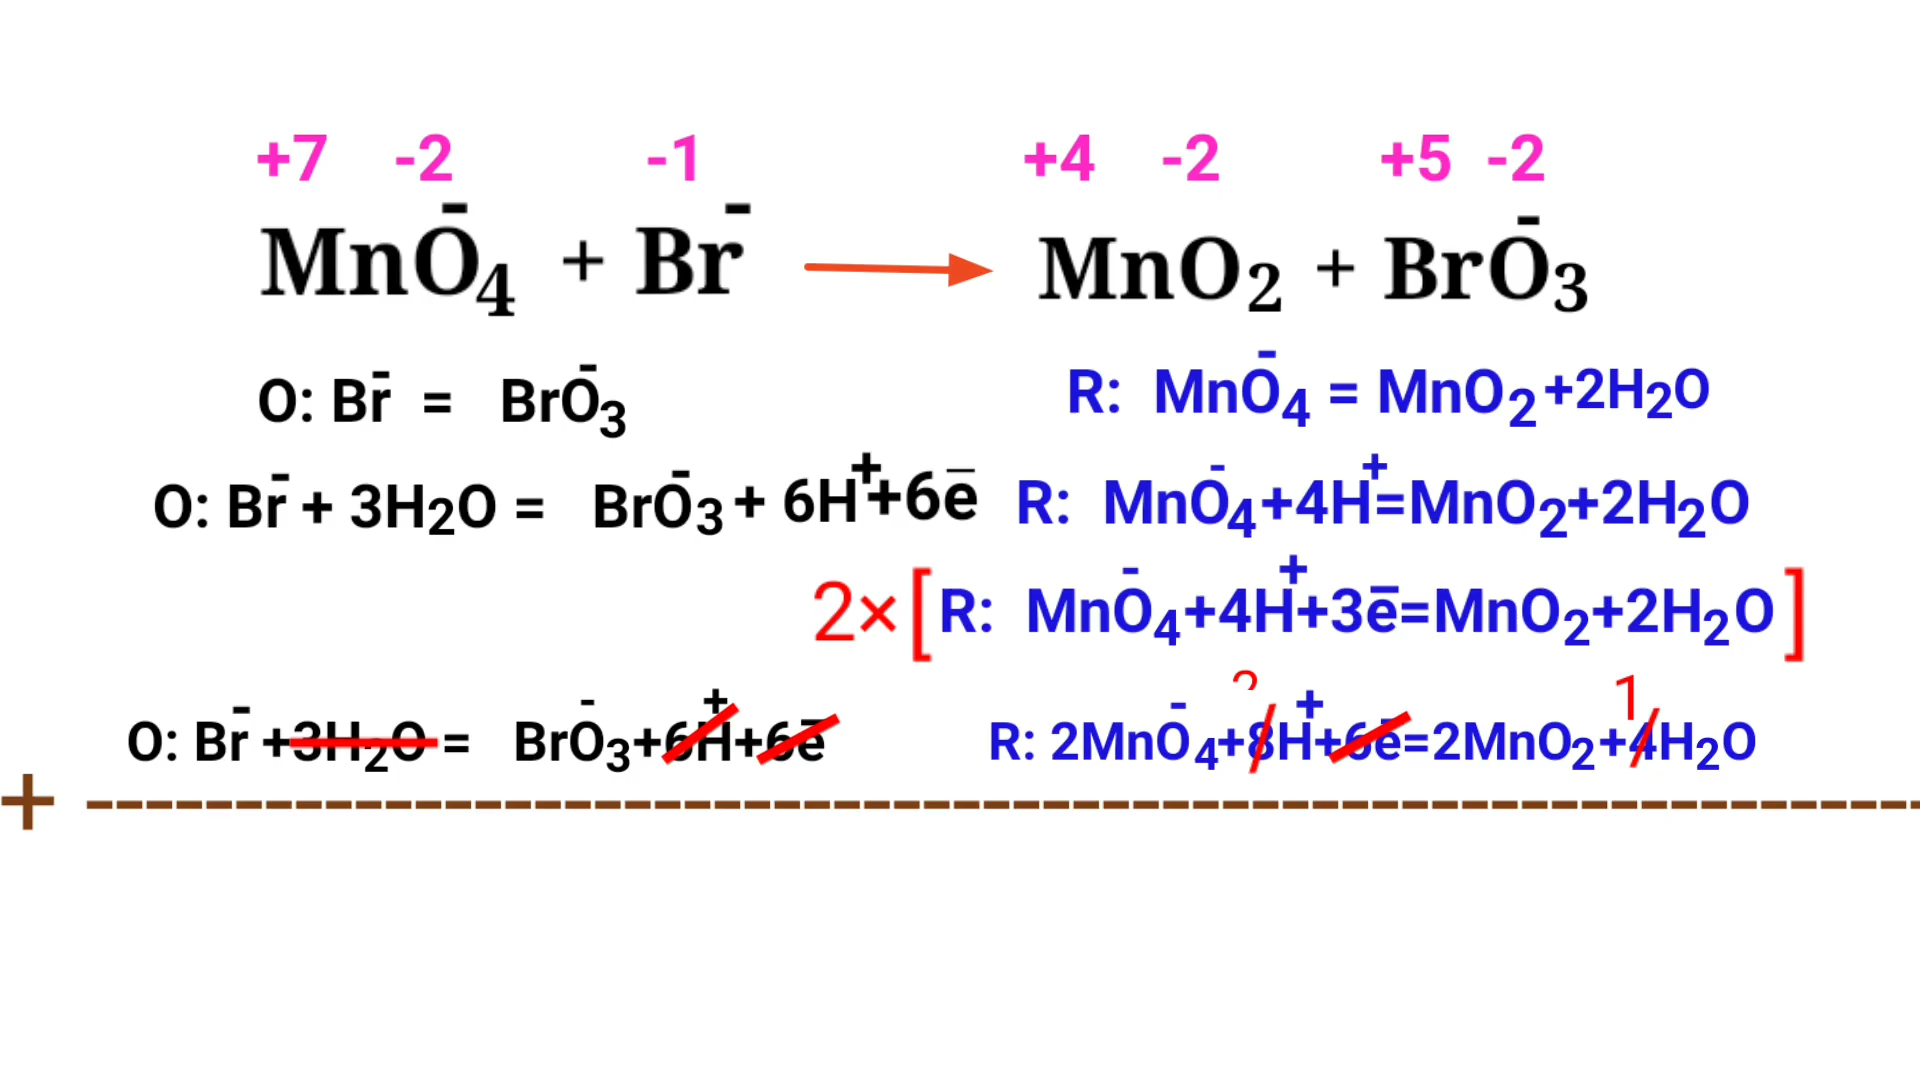 +7 -2 -1 +4 -2 +5 -2
MnO₄⁻ + Br⁻ → MnO₂ + BrO₃⁻
O: Br⁻ = BrO₃⁻
R: MnO₄⁻ = MnO₂ +2H₂O
O: Br⁻ + 3H₂O = BrO₃⁻ + 6H⁺+6e⁻
R: MnO₄⁻+4H⁺=MnO₂+2H₂O
2×[R: MnO₄⁻+4H⁺+3e⁻=MnO₂+2H₂O]
O: Br⁻ +3H₂O = BrO₃⁻+6H⁺+6e⁻
2 1
R: 2MnO₄⁻+8H⁺+6e⁻=2MnO₂+4H₂O
+ --------------------------------------------------------------